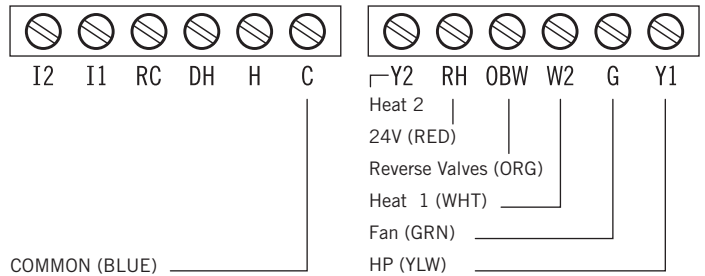 I2 I1 RC DH H C
Y2 RH OBW W2 G Y1
Heat 2
24V (RED)
Reverse Valves (ORG)
Heat 1 (WHT)
Fan (GRN)
COMMON (BLUE)
HP (YLW)